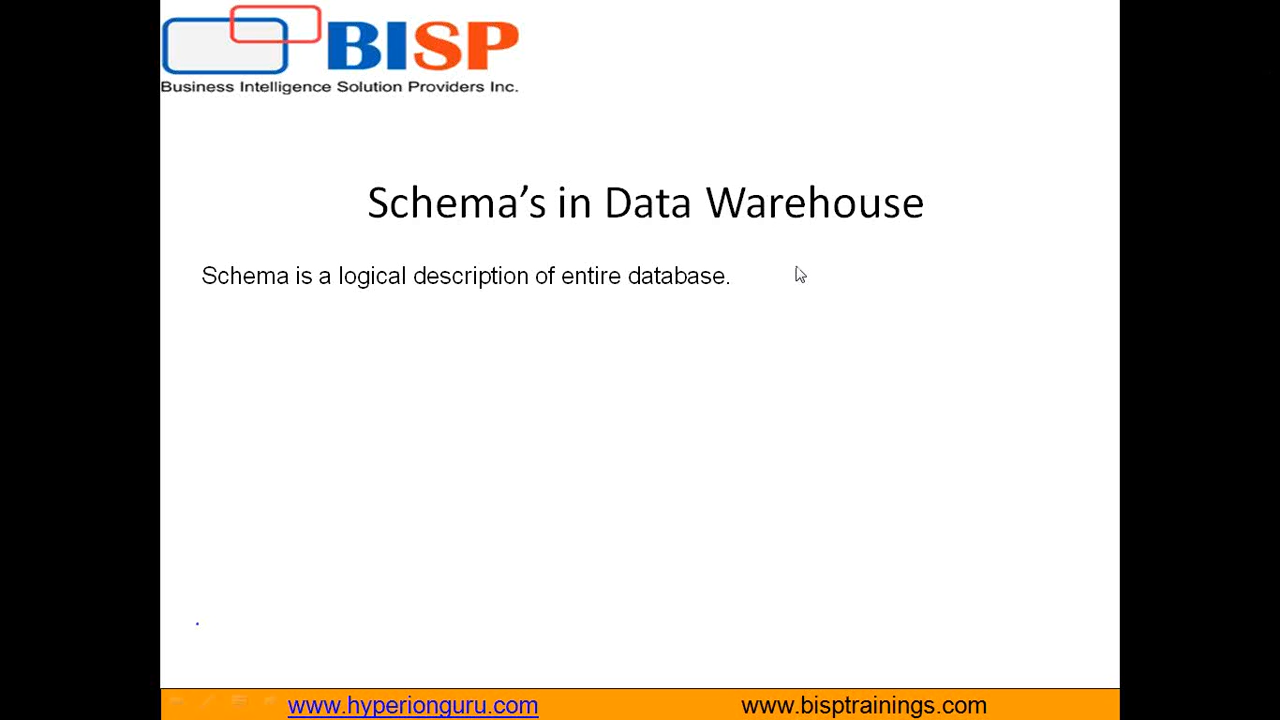 BISP
Business Intelligence Solution Providers Inc.
Schema’s in Data Warehouse
Schema is a logical description of entire database.
www.hyperionguru.com
www.bisptrainings.com